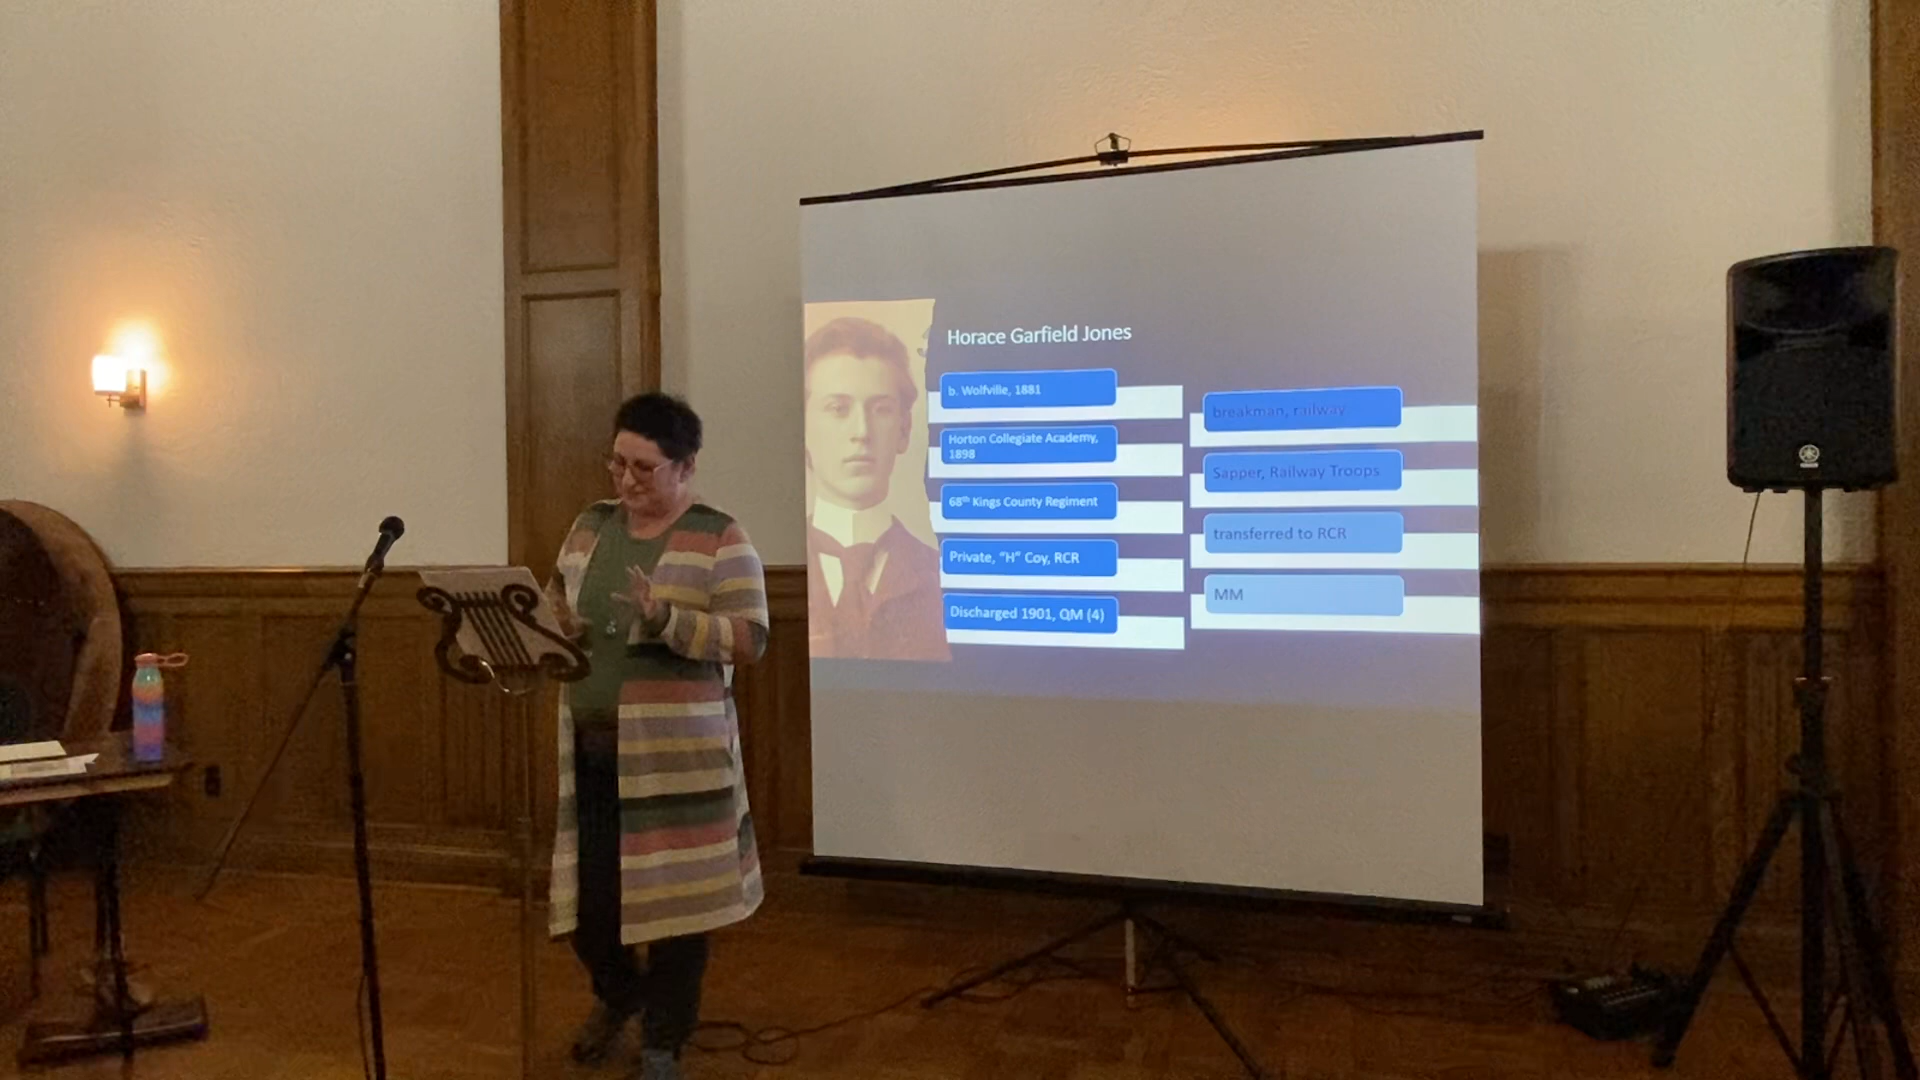 Horace Garfield Jones
b. Wolfville, 1881
Horton Collegiate Academy,
1898
68th Kings County Regiment
Private, "H" Coy, RCR
Discharged 1901, QM (4)
breakman, railway
Sapper, Railway Troops
transferred to RCR
MM